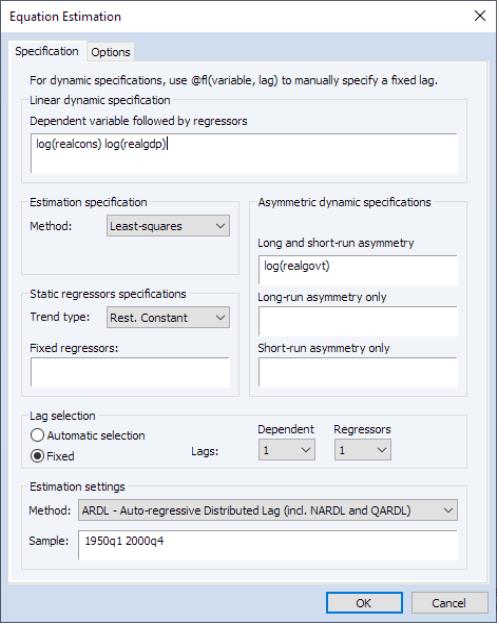 Equation Estimation
Specification Options
For dynamic specifications, use @fl(variable, lag) to manually specify a fixed lag.
Linear dynamic specification
Dependent variable followed by regressors
log(realcons) log(realgdp)
Estimation specification
Method: Least-squares
Asymmetric dynamic specifications
Long and short-run asymmetry
log(realgovt)
Static regressors specifications
Trend type: Rest. Constant
Long-run asymmetry only
Fixed regressors:
Short-run asymmetry only
Lag selection
Automatic selection
Fixed
Lags:
Dependent
1
Regressors
1
Estimation settings
Method: ARDL - Auto-regressive Distributed Lag (incl. NARDL and QARDL)
Sample: 1950q1 2000q4
OK Cancel